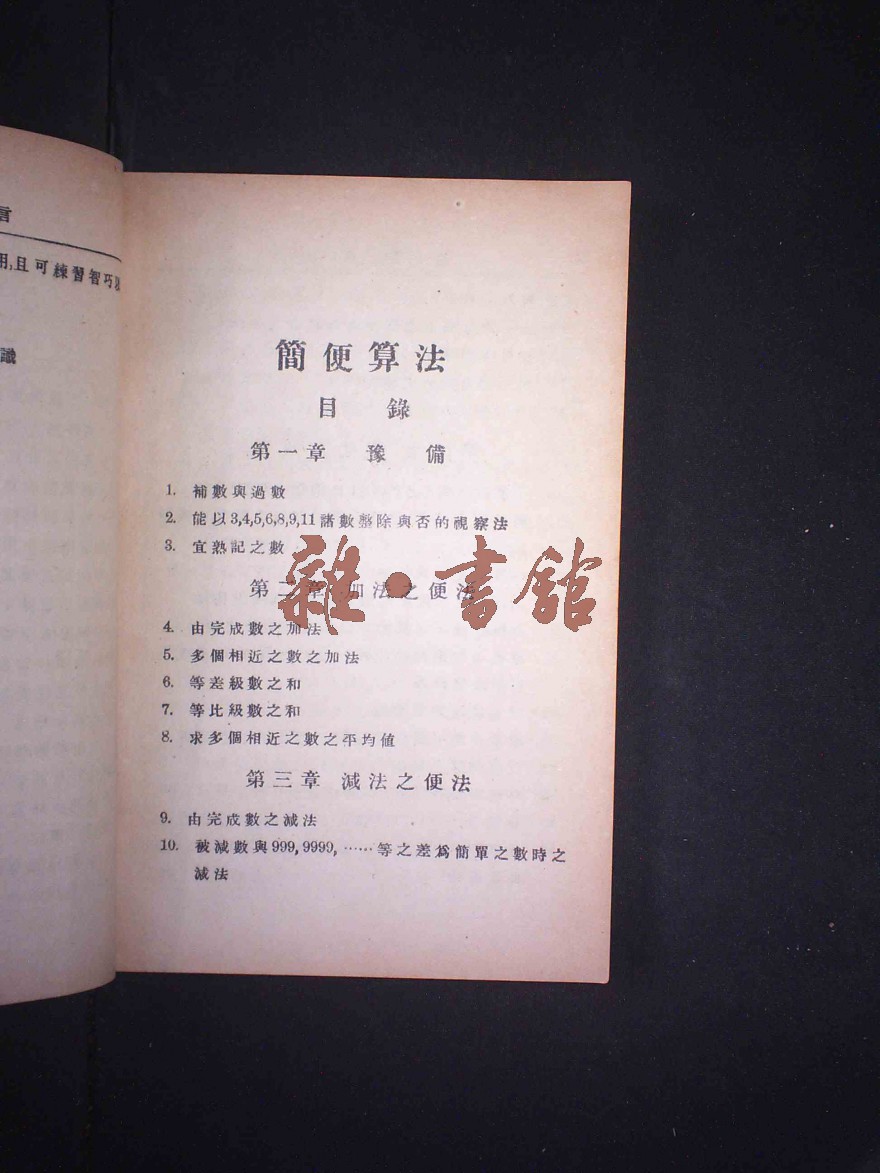 言
用,且可練習智巧
識
簡便算法
目 錄
第一章 豫 備
1. 補數與過數
2. 能以3,4,5,6,8,9,11諸數整除與否的視察法
3. 宜熟記之數
第二章 加法之便法
4. 由完成數之加法
5. 多個相近之數之加法
6. 等差級數之和
7. 等比級數之和
8. 求多個相近之數之平均値
第三章 減法之便法
9. 由完成數之減法
10. 被減數與999,9999,……等之差爲簡單之數時之
減法
雜·書館